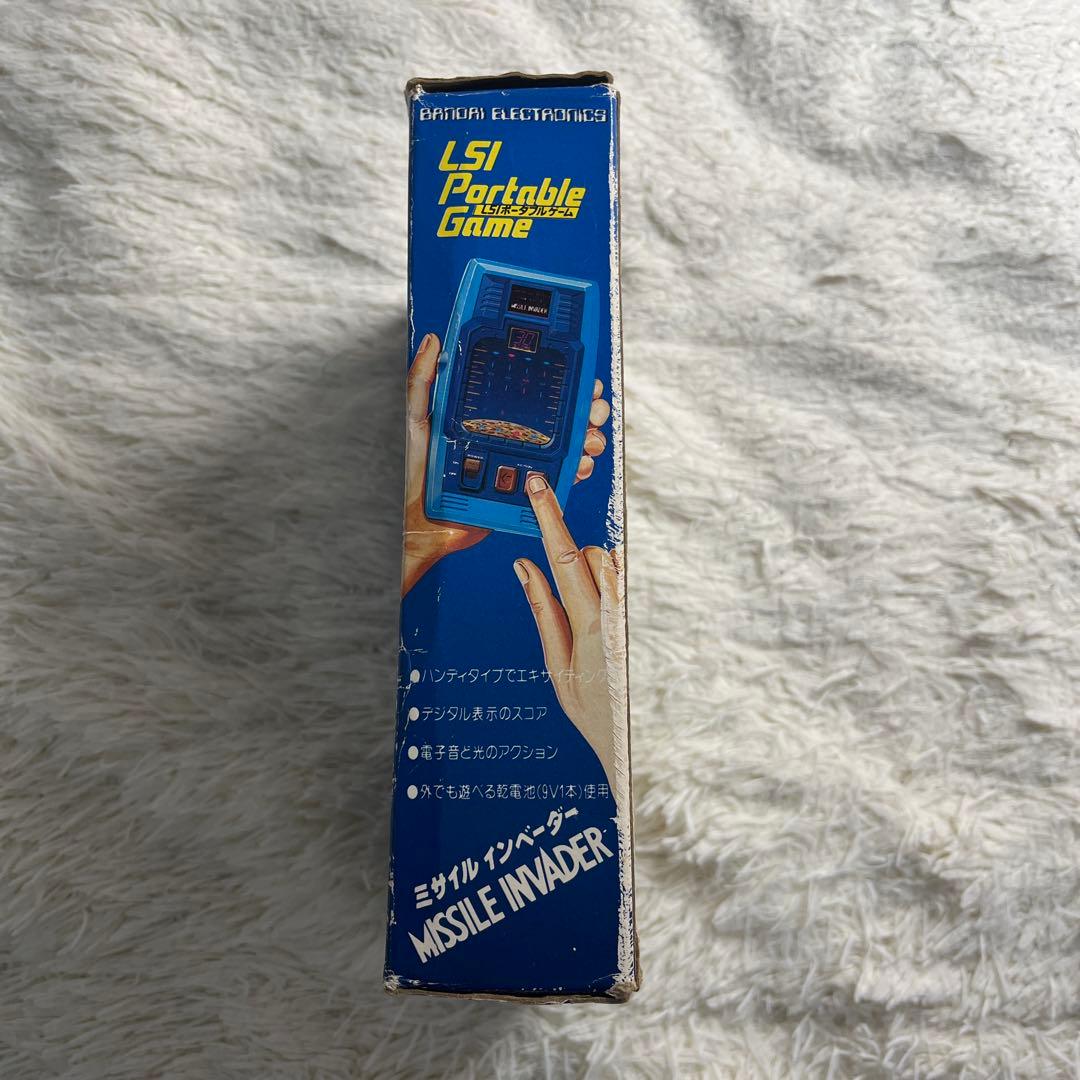 BANDAI ELECTRONICS
LSI
Portable
LSIポータブルゲーム
Game
MISSILE INVADER
30
●ハンディタイプでエキサイティング
●デジタル表示のスコア
●電子音と光のアクション
●外でも遊べる乾電池(9V1本)使用
ミサイル インベーダー
MISSILE INVADER